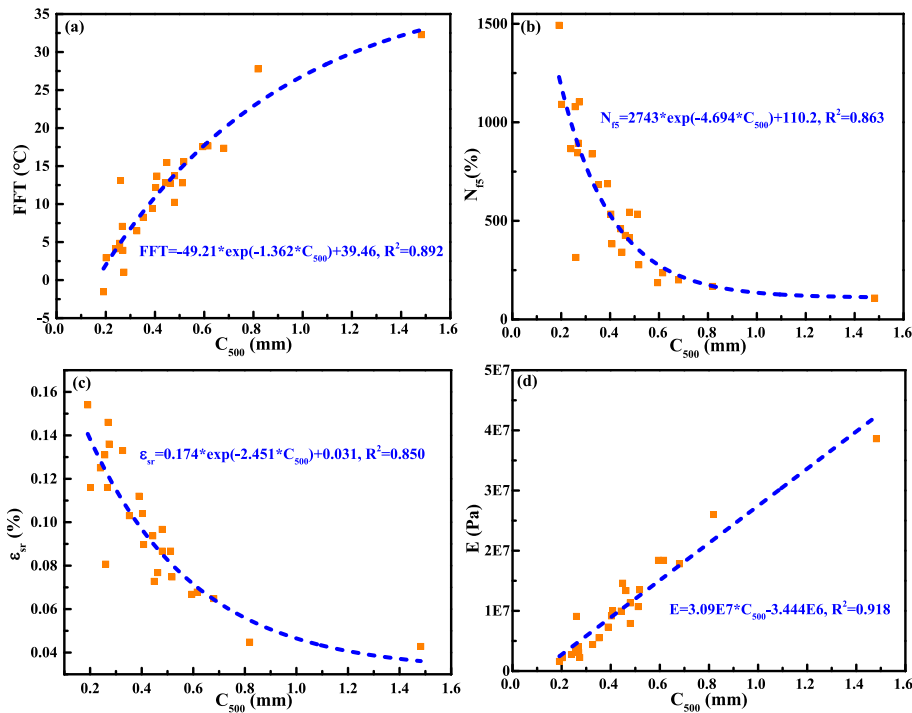 (a)
35
30
25
20
15
10
5
0
-5
FFT (°C)
FFT=-49.21*exp(-1.362*C500)+39.46, R²=0.892
0.0 0.2 0.4 0.6 0.8 1.0 1.2 1.4 1.6
C500 (mm)
(b)
1500
1000
500
0
Nf5(%)
Nf5=2743*exp(-4.694*C500)+110.2, R²=0.863
0.0 0.2 0.4 0.6 0.8 1.0 1.2 1.4 1.6
C500 (mm)
(c)
0.16
0.14
0.12
0.10
0.08
0.06
0.04
εsr (%)
εsr=0.174*exp(-2.451*C500)+0.031, R²=0.850
0.2 0.4 0.6 0.8 1.0 1.2 1.4 1.6
C500 (mm)
(d)
5E7
4E7
3E7
2E7
1E7
0
E (Pa)
E=3.09E7*C500-3.444E6, R²=0.918
0.0 0.2 0.4 0.6 0.8 1.0 1.2 1.4 1.6
C500 (mm)